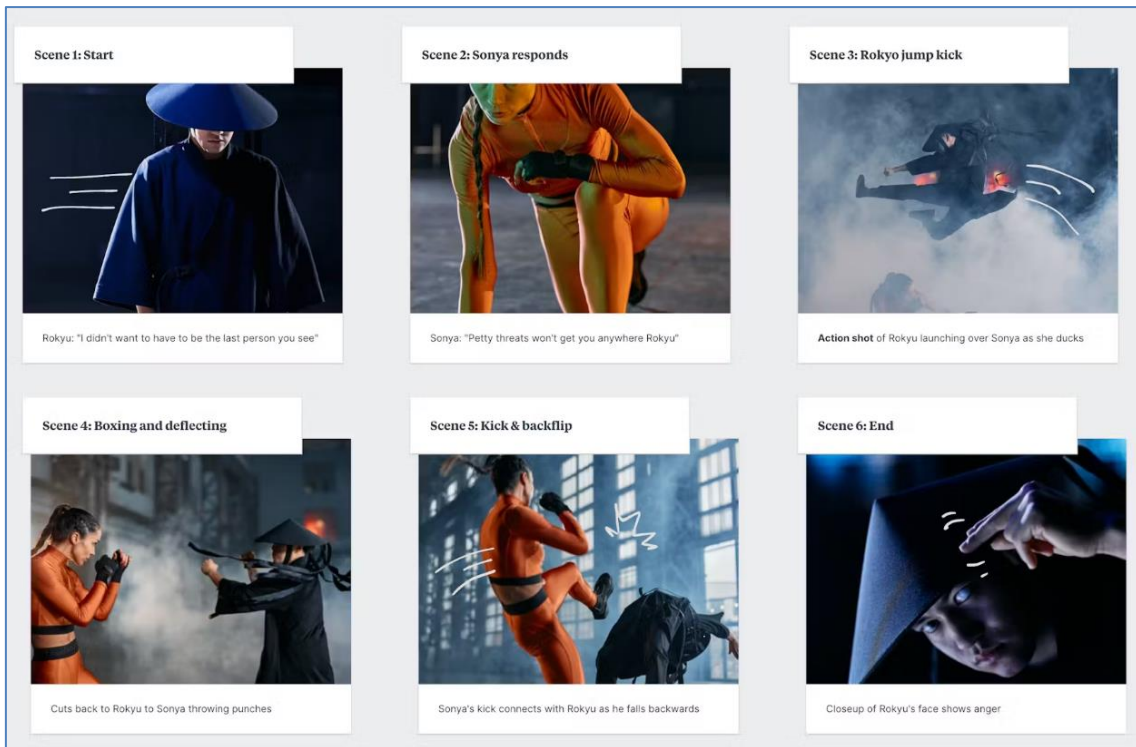 Scene 1: Start
Scene 2: Sonya responds
Scene 3: Rokyo jump kick
Rokyu: "I didn't want to have to be the last person you see"
Sonya: "Petty threats won't get you anywhere Rokyu"
Action shot of Rokyu launching over Sonya as she ducks
Scene 4: Boxing and deflecting
Scene 5: Kick & backflip
Scene 6: End
Cuts back to Rokyu to Sonya throwing punches
Sonya's kick connects with Rokyu as he falls backwards
Closeup of Rokyu's face shows anger